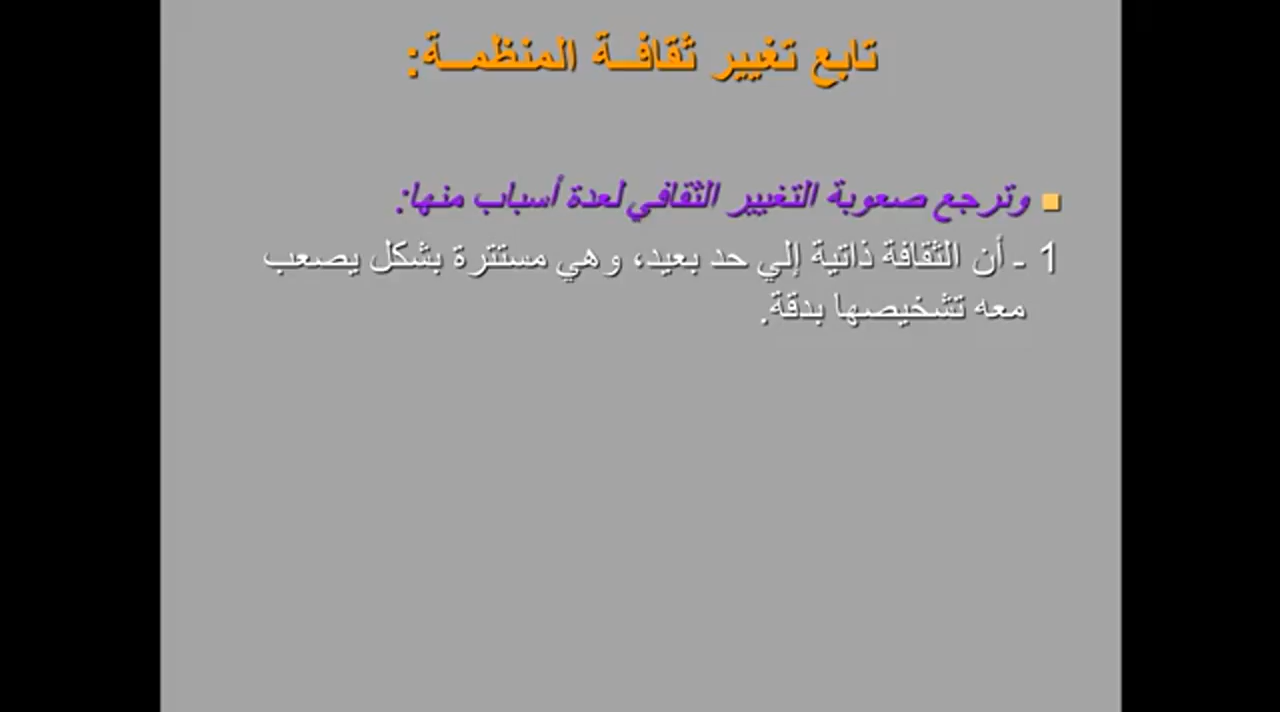 تابع تغيير ثقافــة المنظمــة:
وترجع صعوبة التغيير الثقافي لعدة أسباب منها:
1 ـ أن الثقافة ذاتية إلي حد بعيد، وهي مستترة بشكل يصعب
معه تشخيصها بدقة.